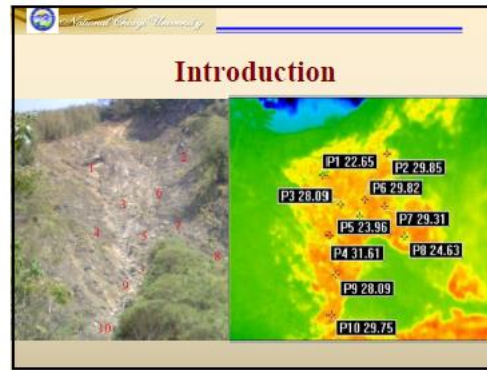 National Chiayi University
Introduction
1
2
3
6
4
5
7
8
9
10
P1 22.65
P2 29.85
P6 29.82
P3 28.09
P7 29.31
P5 23.96
P8 24.63
P4 31.61
P9 28.09
P10 29.75